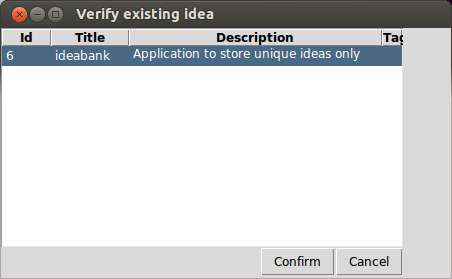 Verify existing idea
Id Title Description Tag
6 ideabank Application to store unique ideas only
Confirm Cancel